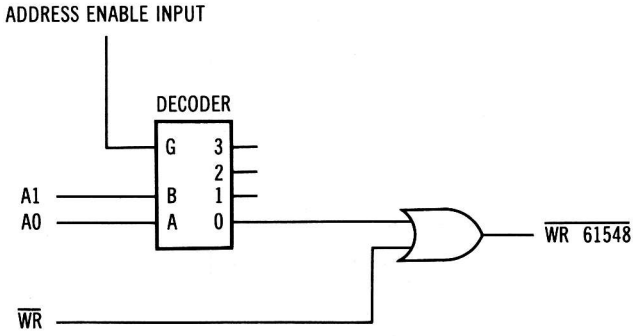 ADDRESS ENABLE INPUT
DECODER
G 3
2
A1 B 1
A0 A 0
WR 61548
WR